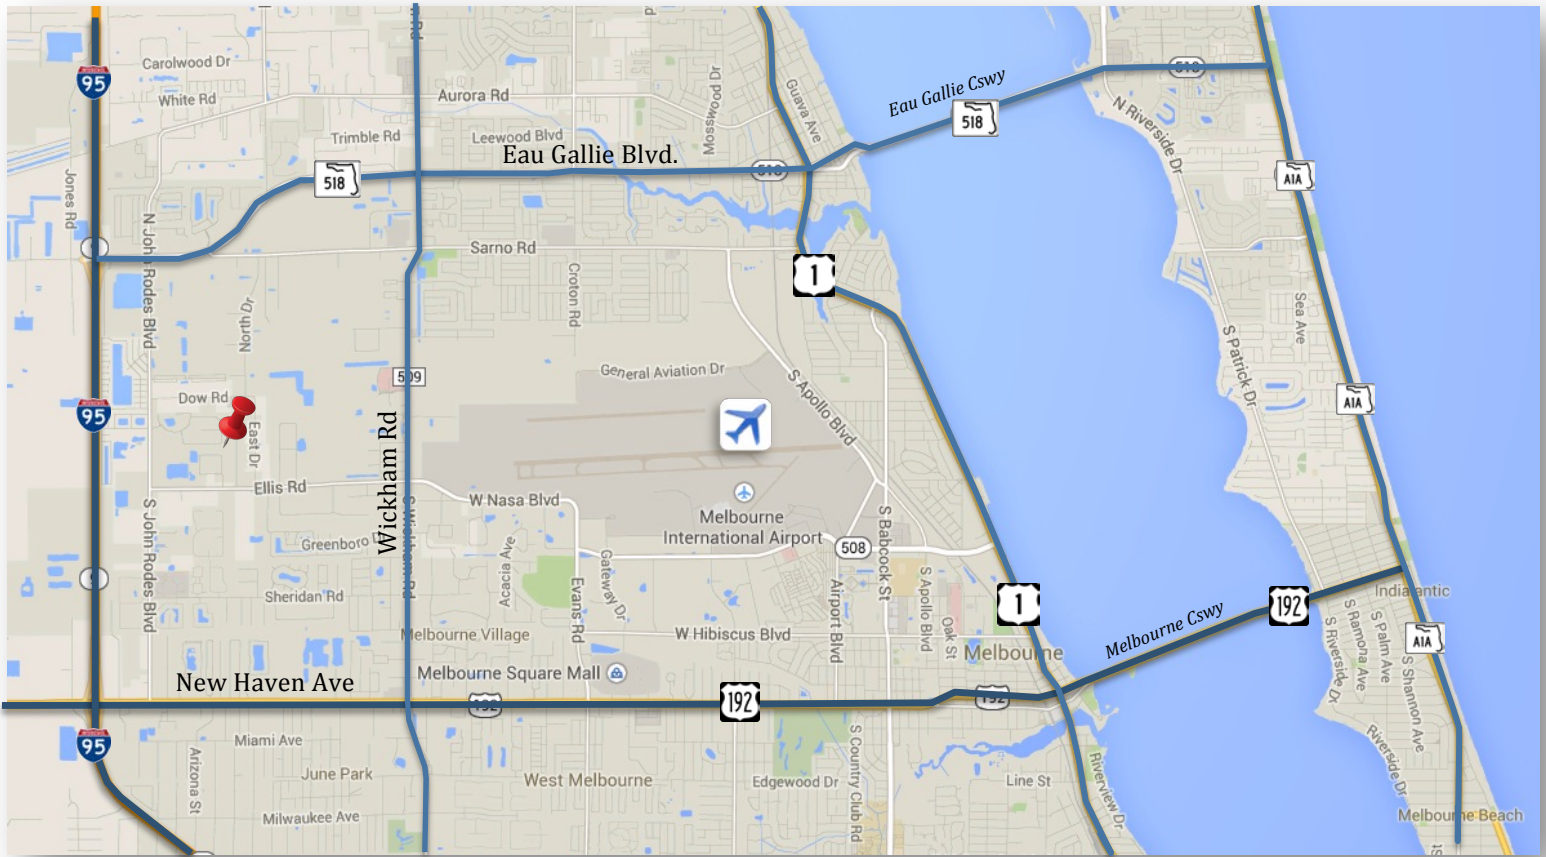 Carolwood Dr
95
White Rd
Aurora Rd
Mosswood Dr
Guava Ave
Eau Gallie Cswy
518
N Riverside Dr
Trimble Rd
Leewood Blvd
Eau Gallie Blvd.
518
518
A1A
Jones Rd
N John Rodes Blvd
Sarno Rd
1
Croton Rd
North Dr
Sea Ave
S Patrick Dr
509
General Aviation Dr
S Apollo Blvd
A1A
Dow Rd
95
Wickham Rd
East Dr
Ellis Rd
W Nasa Blvd
Melbourne
International Airport
508
S Babcock St
S John Rodes Blvd
S Wickham Rd
Greenboro D
Acacia Ave
Gateway Dr
Evans Rd
Airport Blvd
S Apollo Blvd
Oak St
1
192
Indialantic
Sheridan Rd
Melbourne Village
W Hibiscus Blvd
Melbourne
Melbourne Cswy
A1A
S Riverside Dr
S Ramona Ave
S Palm Ave
S Shannon Ave
Melbourne Square Mall
New Haven Ave
192
192
192
95
Miami Ave
Arizona St
June Park
Milwaukee Ave
West Melbourne
Edgewood Dr
S Country Club Rd
Line St
Riverview Dr
Riverside Dr
Melbourne Beach